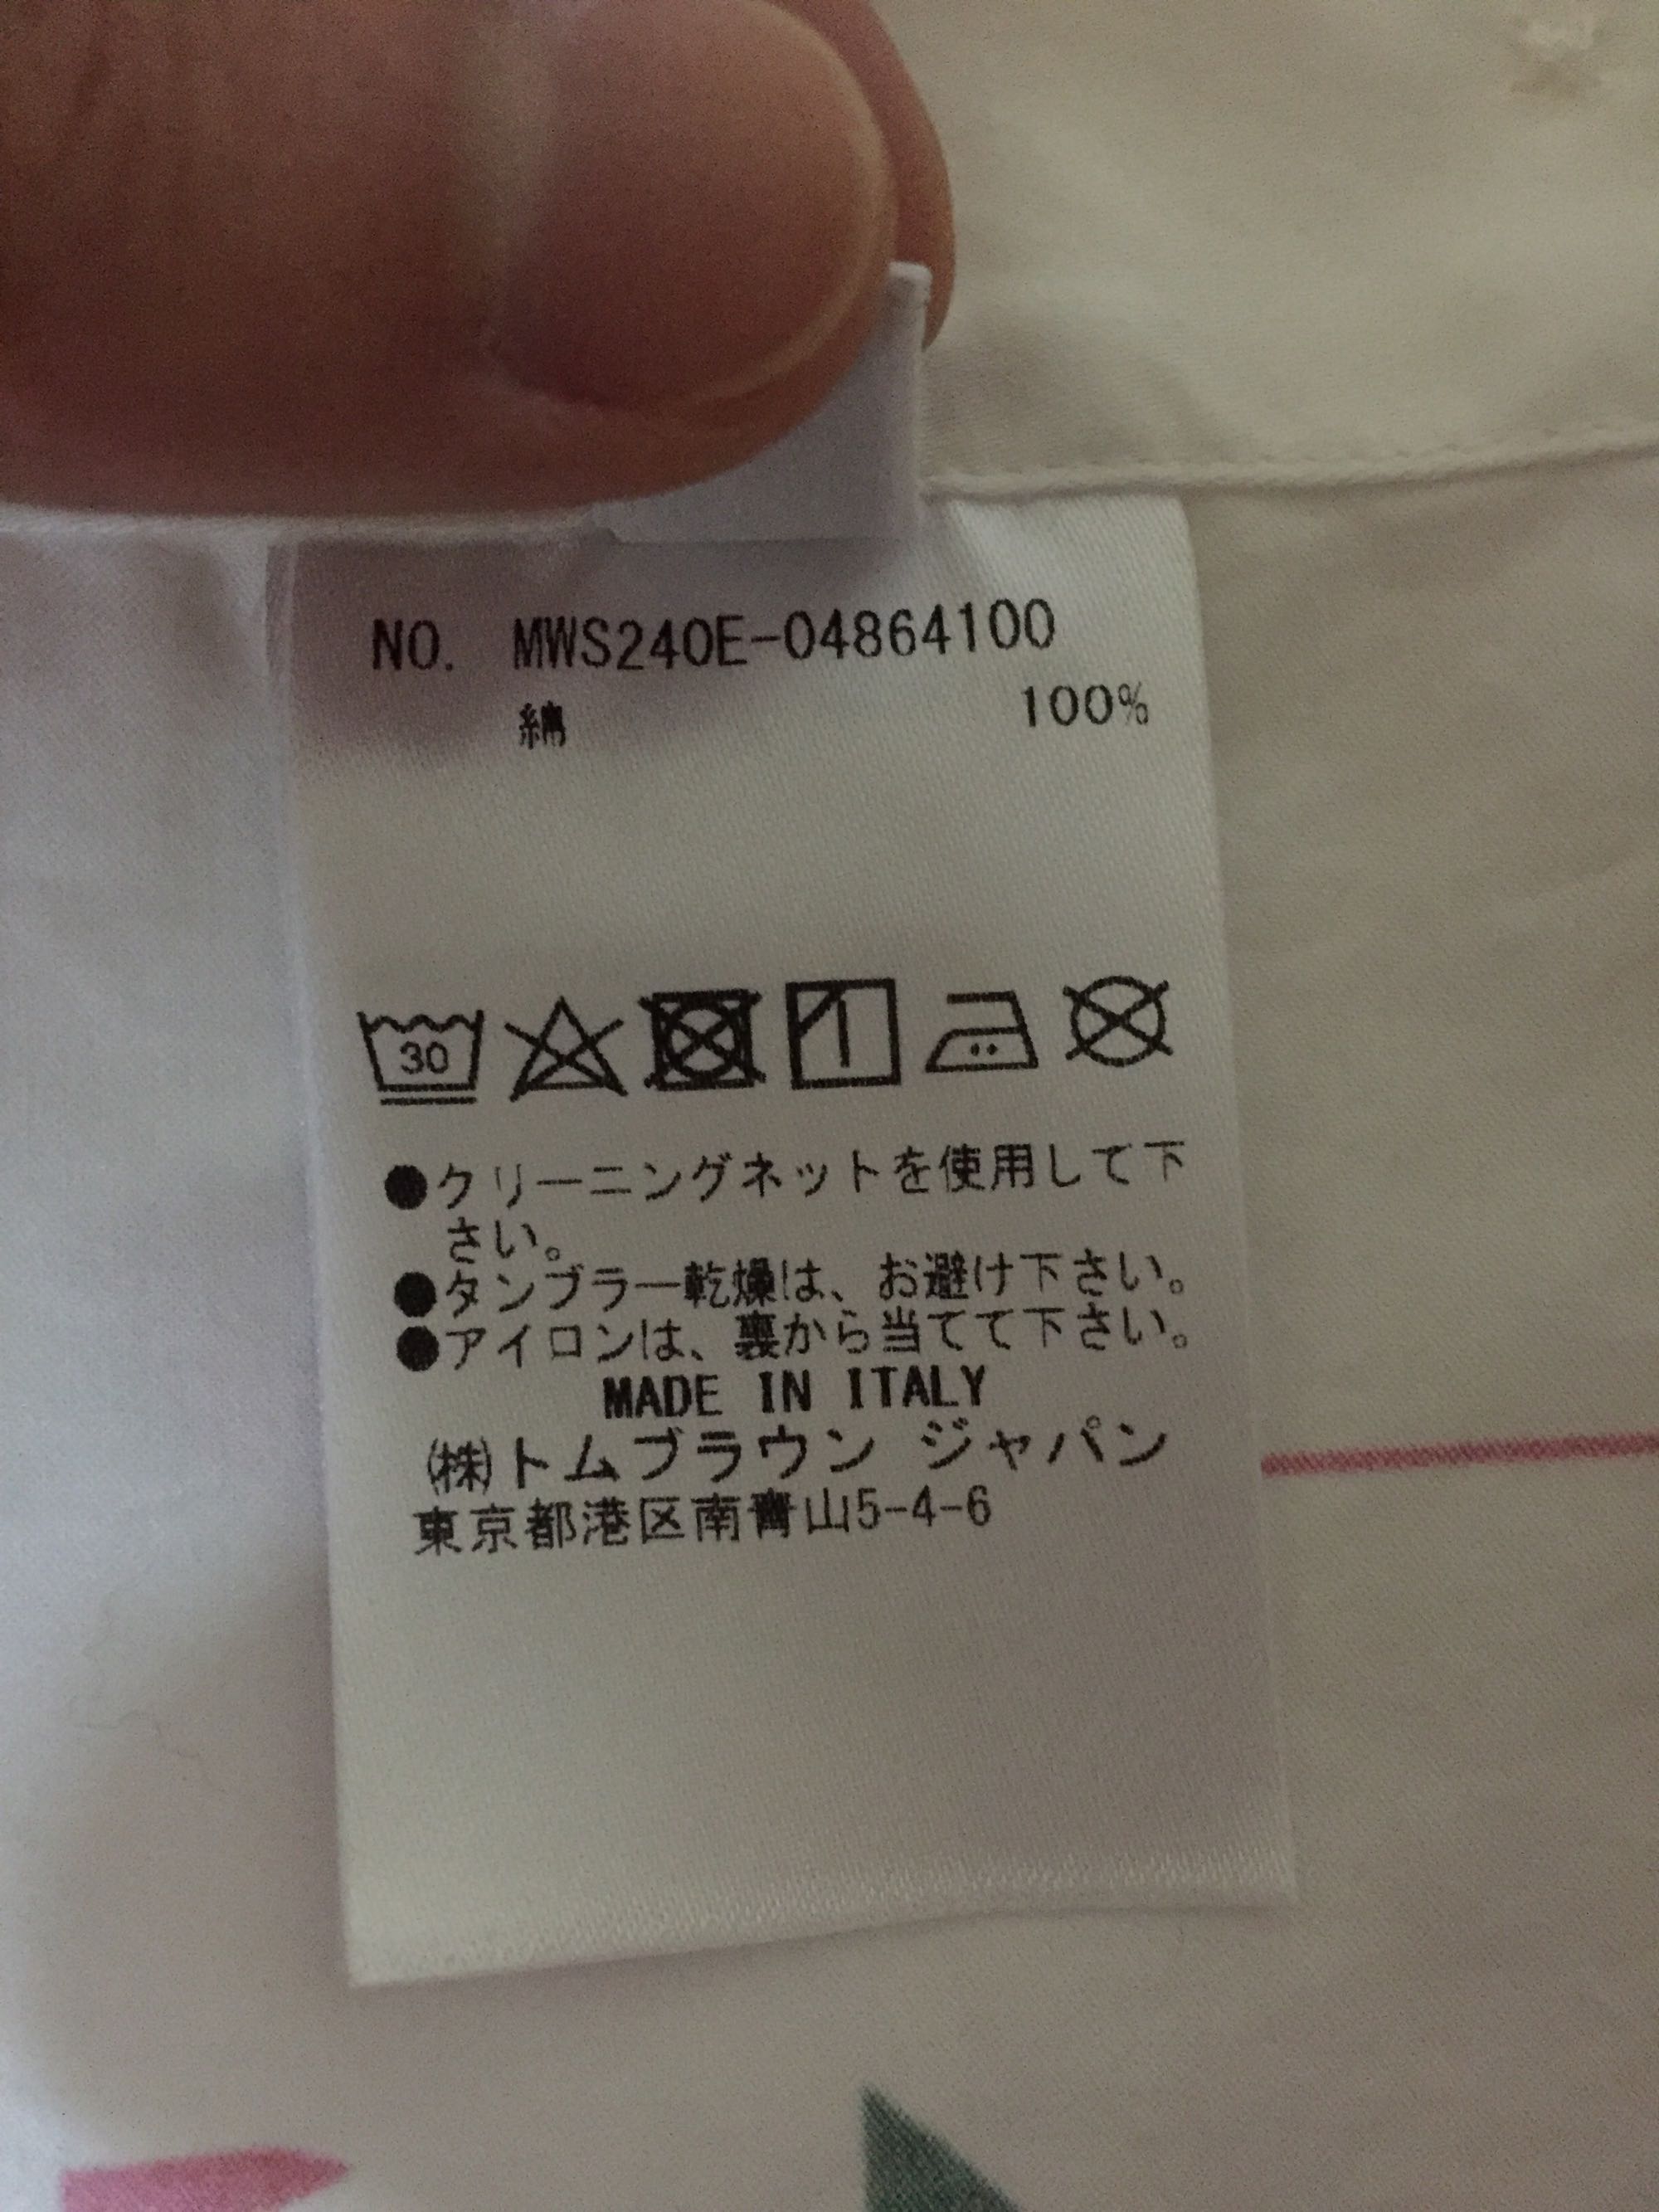 NO. MWS240E-04864100
綿 100%
30
●クリーニングネットを使用して下
さい。
●タンブラー乾燥は、お避け下さい。
●アイロンは、裏から当てて下さい。
MADE IN ITALY
㈱トムブラウン ジャパン
東京都港区南青山5-4-6